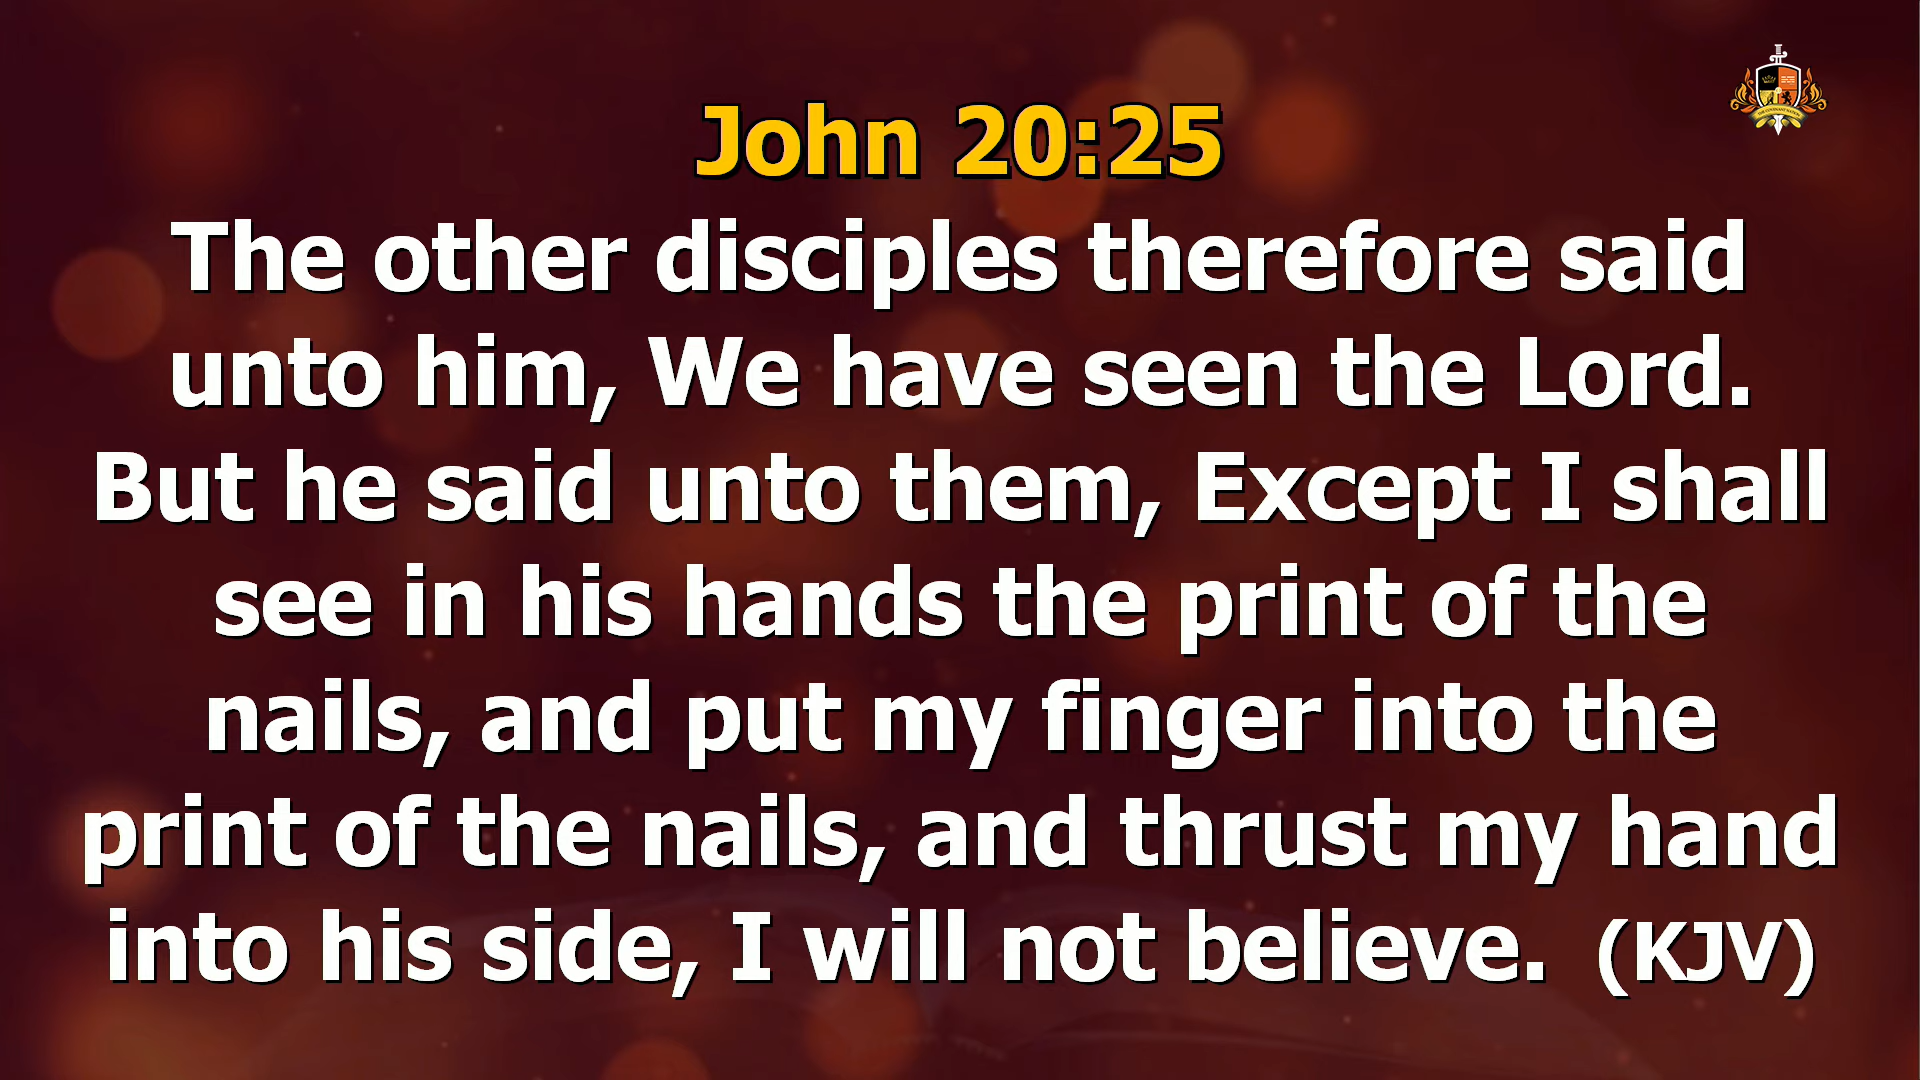 John 20:25
The other disciples therefore said
unto him, We have seen the Lord.
But he said unto them, Except I shall
see in his hands the print of the
nails, and put my finger into the
print of the nails, and thrust my hand
into his side, I will not believe. (KJV)